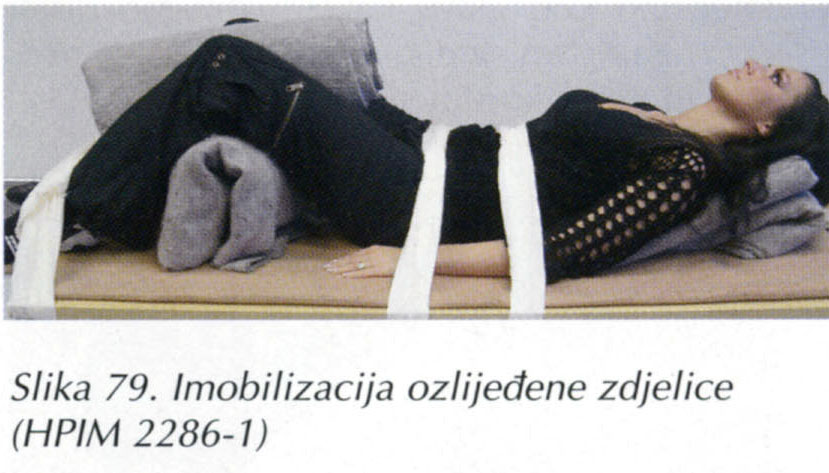 Slika 79. Imobilizacija ozlijeđene zdjelice
(HPIM 2286-1)